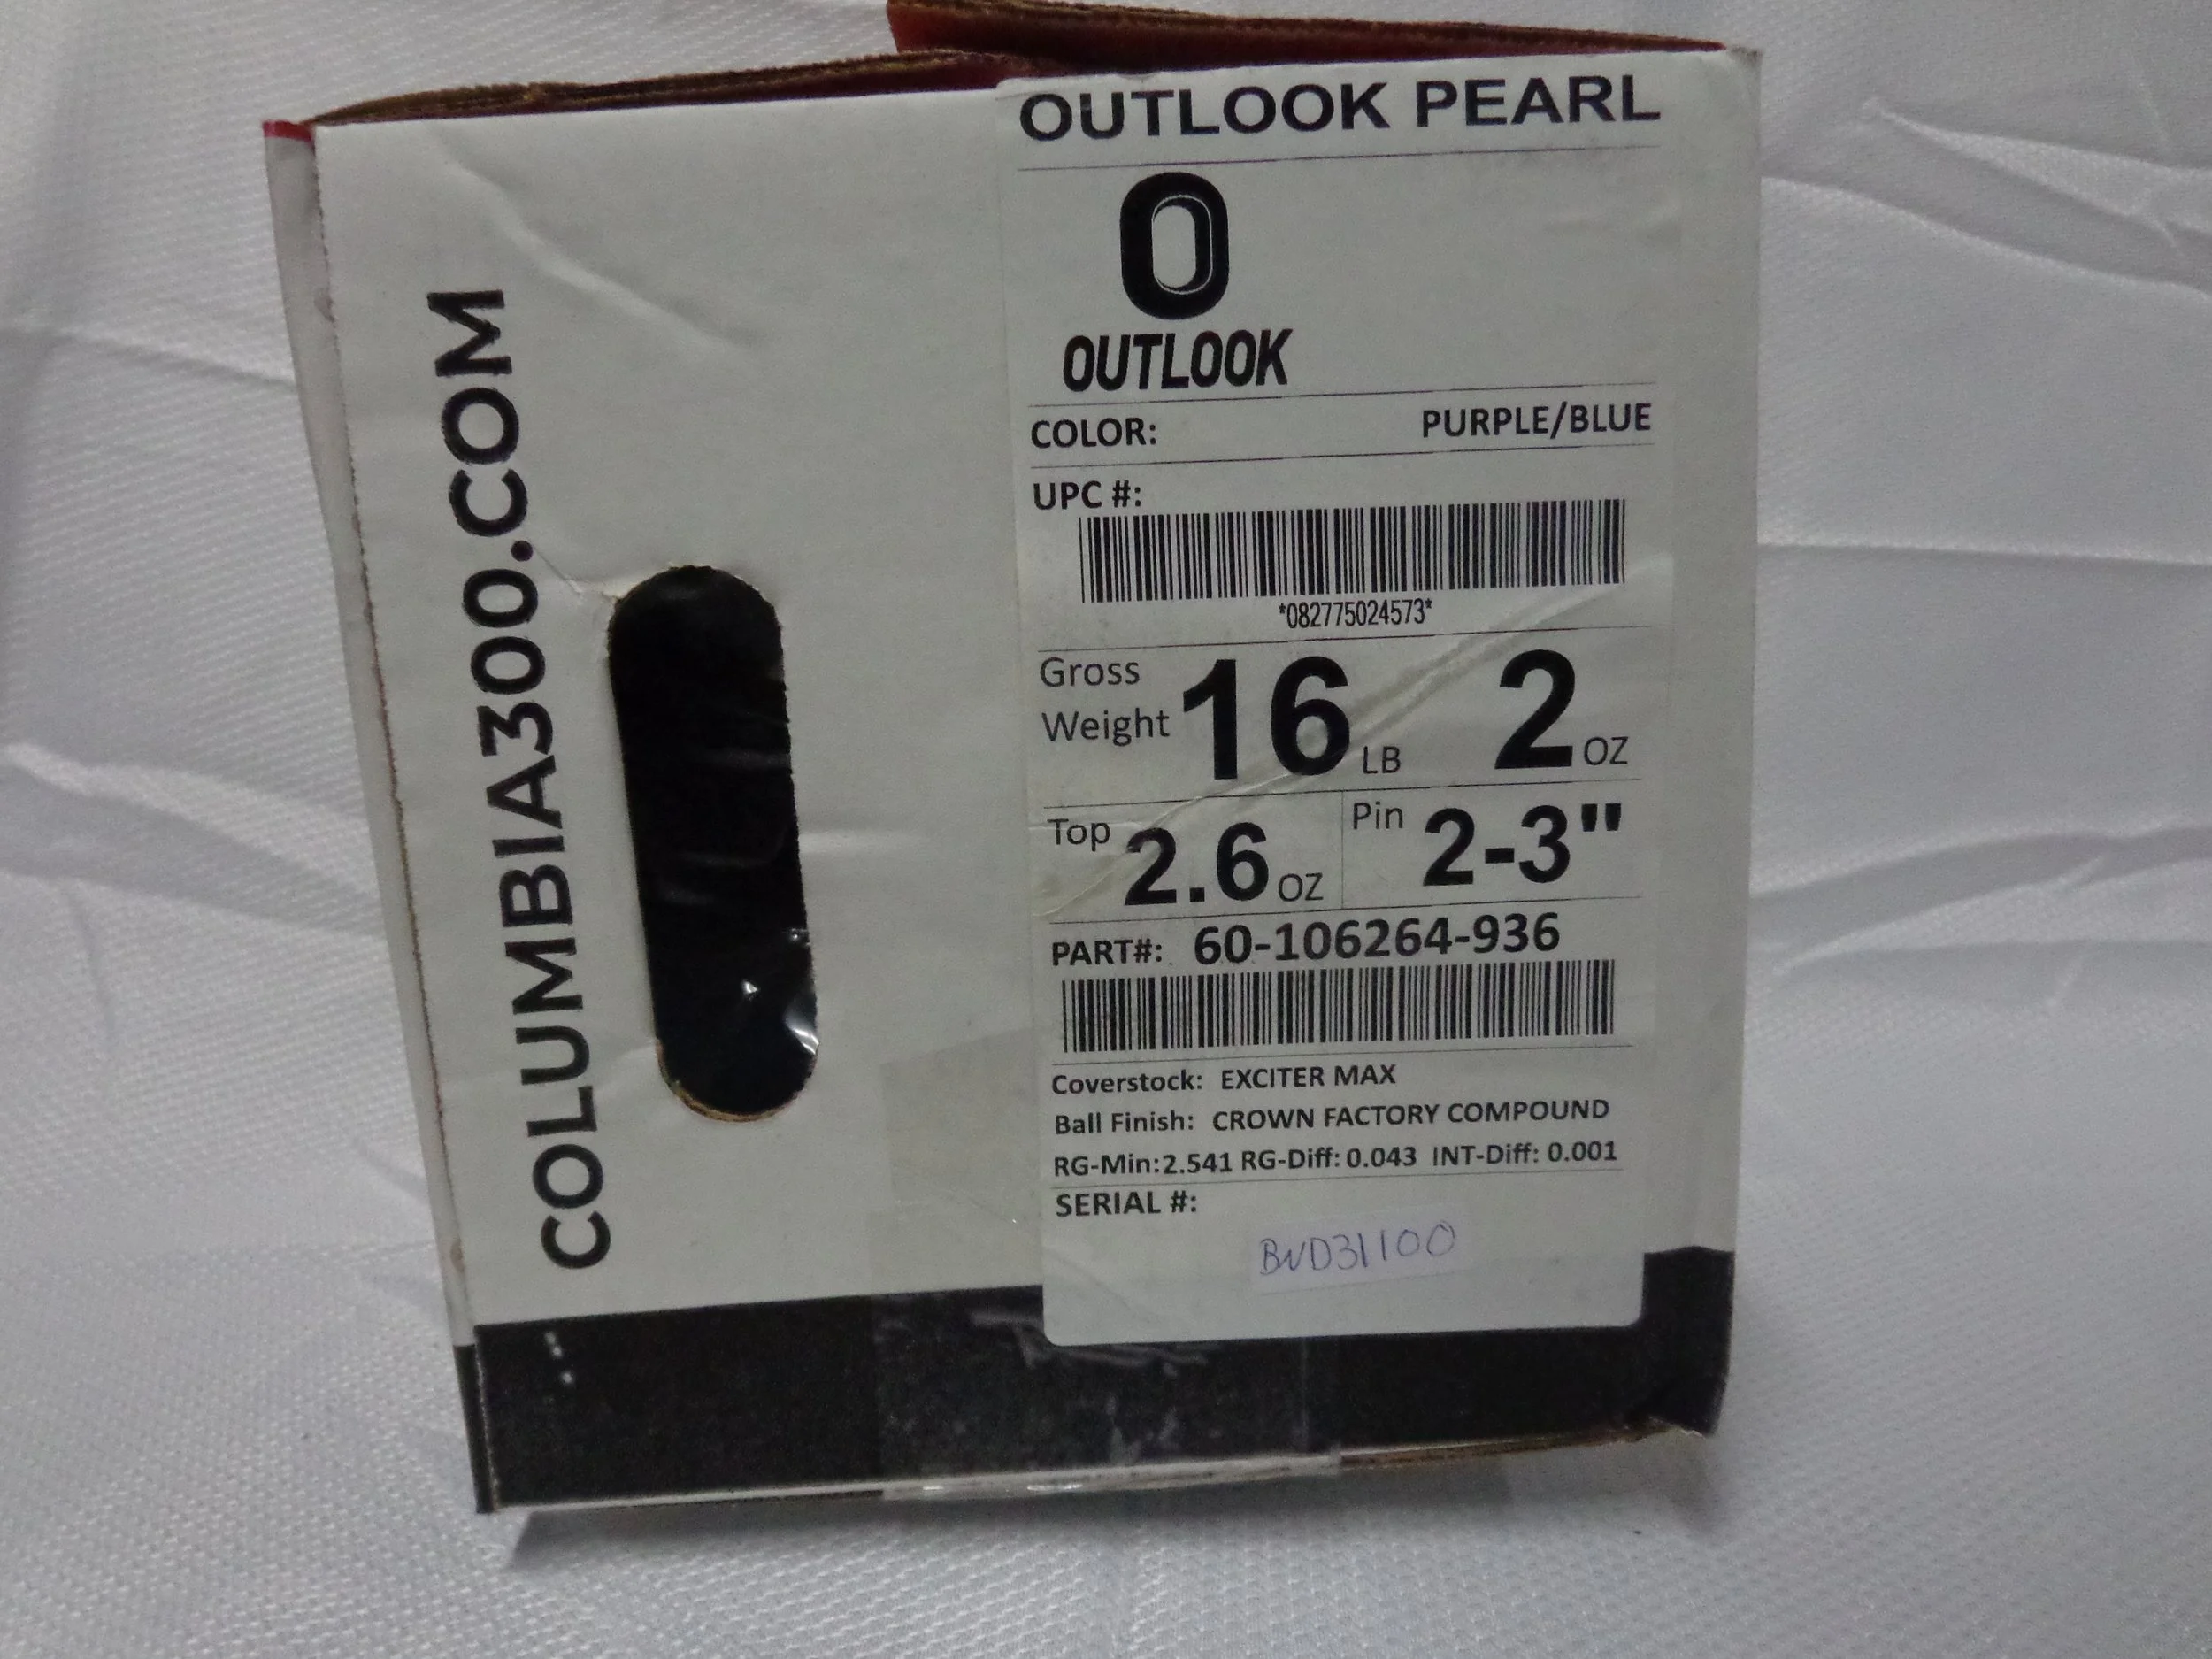 COLUMBIA300.COM
OUTLOOK PEARL
O
OUTLOOK
COLOR: PURPLE/BLUE
UPC #:
*082775024573*
Gross Weight 16 LB 2 OZ
Top 2.6 OZ Pin 2-3"
PART#: 60-106264-936
Coverstock: EXCITER MAX
Ball Finish: CROWN FACTORY COMPOUND
RG-Min:2.541 RG-Diff: 0.043 INT-Diff: 0.001
SERIAL #:
BVD31100